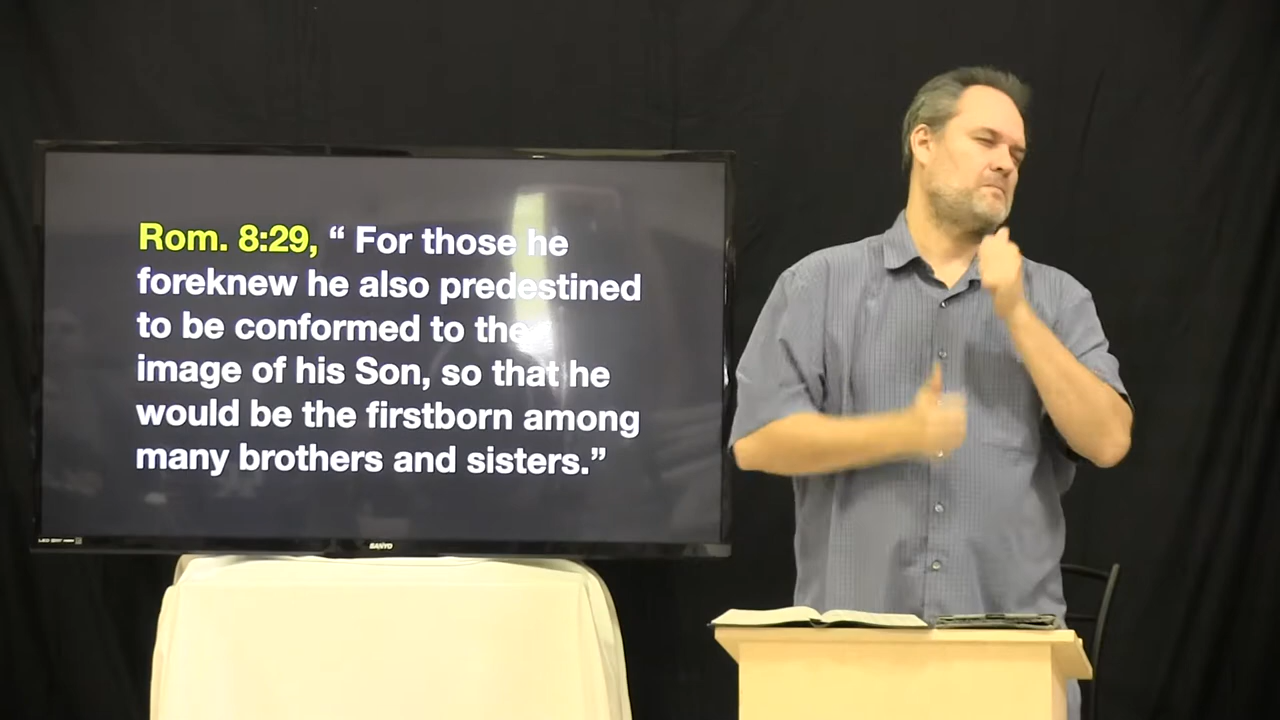 Rom. 8:29, “ For those he
foreknew he also predestined
to be conformed to the
image of his Son, so that he
would be the firstborn among
many brothers and sisters.”
SANYO